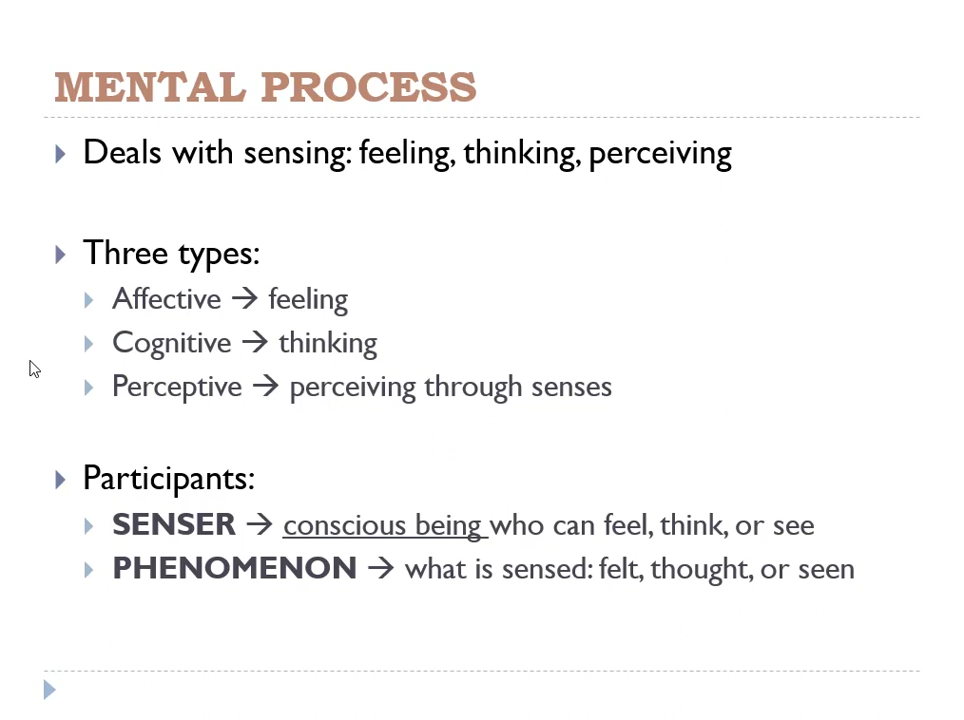 MENTAL PROCESS
Deals with sensing: feeling, thinking, perceiving
Three types:
Affective → feeling
Cognitive → thinking
Perceptive → perceiving through senses
Participants:
SENSER → conscious being who can feel, think, or see
PHENOMENON → what is sensed: felt, thought, or seen